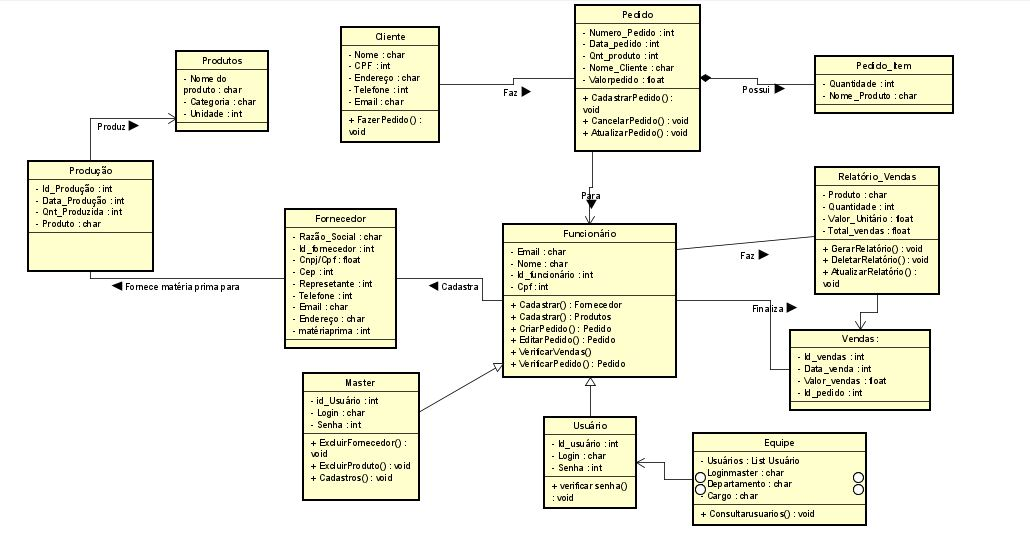 Produtos
- Nome do
produto : char
- Categoria : char
- Unidade : int
Cliente
- Nome : char
- CPF : int
- Endereço : char
- Telefone : int
- Email : char
+ FazerPedido() :
void
Pedido
- Numero_Pedido : int
- Data_pedido : int
- Qnt_produto : int
- Nome_Cliente : char
- Valorpedido : float
+ CadastrarPedido() :
void
+ CancelarPedido() : void
+ AtualizarPedido() : void
Pedido_Item
- Quantidade : int
- Nome_Produto : char
Faz
Possui
Produz
Produção
- Id_Produção : int
- Data_Produção : int
- Qnt_Produzida : int
- Produto : char
Fornecedor
- Razão_Social : char
- Id_fornecedor : int
- Cnpj/Cpf : float
- Cep : int
- Represetante : int
- Telefone : int
- Email : char
- Endereço : char
- matériaprima : int
Para
Funcionário
- Email : char
- Nome : char
- Id_funcionário : int
- Cpf : int
+ Cadastrar() : Fornecedor
+ Cadastrar() : Produtos
+ CriarPedido() : Pedido
+ EditarPedido() : Pedido
+ VerificarVendas()
+ VerificarPedido() : Pedido
Relatório_Vendas
- Produto : char
- Quantidade : int
- Valor_Unitário : float
- Total_vendas : float
+ GerarRelatório() : void
+ DeletarRelatório() : void
+ AtualizarRelatório() :
void
Faz
Fornece matéria prima para
Cadastra
Finaliza
Vendas :
- Id_vendas : int
- Data_venda : int
- Valor_vendas : float
- Id_pedido : int
Master
- id_Usuário : int
- Login : char
- Senha : int
+ ExcluirFornecedor() :
void
+ ExcluirProduto() : void
+ Cadastros() : void
Usuário
- Id_usuário : int
- Login : char
- Senha : int
+ verificar senha()
: void
Equipe
- Usuários : List Usuário
Loginmaster : char
Departamento : char
- Cargo : char
+ Consultarusuarios() : void